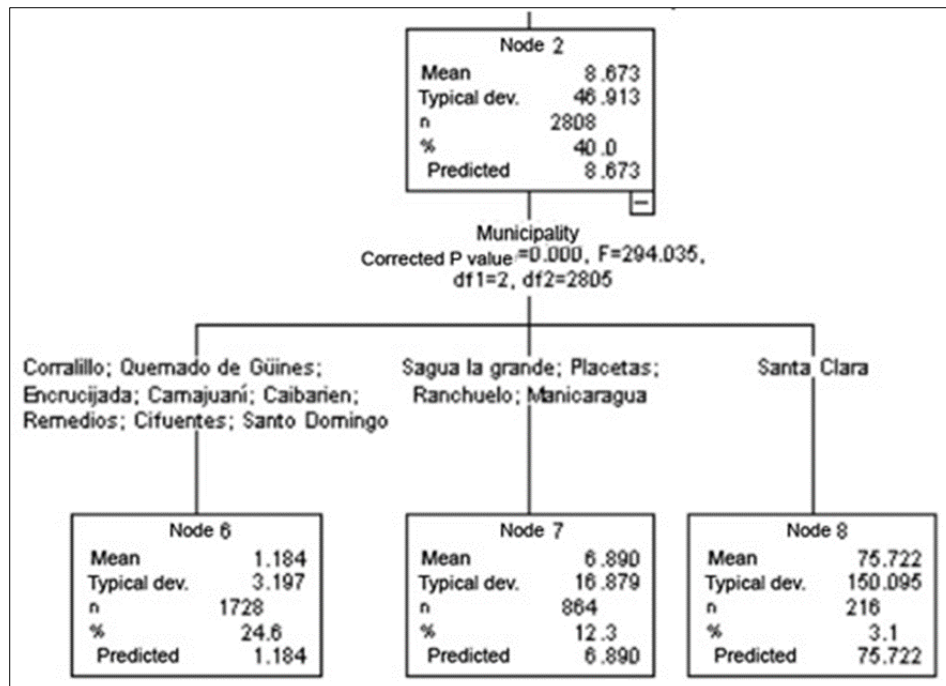 Node 2
Mean 8.673
Typical dev. 46.913
n 2808
% 40.0
Predicted 8.673
Municipality
Corrected P value =0.000, F=294.035,
df1=2, df2=2805
Corralillo; Quemado de Güines;
Encrucijada; Camajuaní; Caibarien;
Remedios; Cifuentes; Santo Domingo
Sagua la grande; Placetas;
Ranchuelo; Manicaragua
Santa Clara
Node 6
Mean 1.184
Typical dev. 3.197
n 1728
% 24.6
Predicted 1.184
Node 7
Mean 6.890
Typical dev. 16.879
n 864
% 12.3
Predicted 6.890
Node 8
Mean 75.722
Typical dev. 150.095
n 216
% 3.1
Predicted 75.722